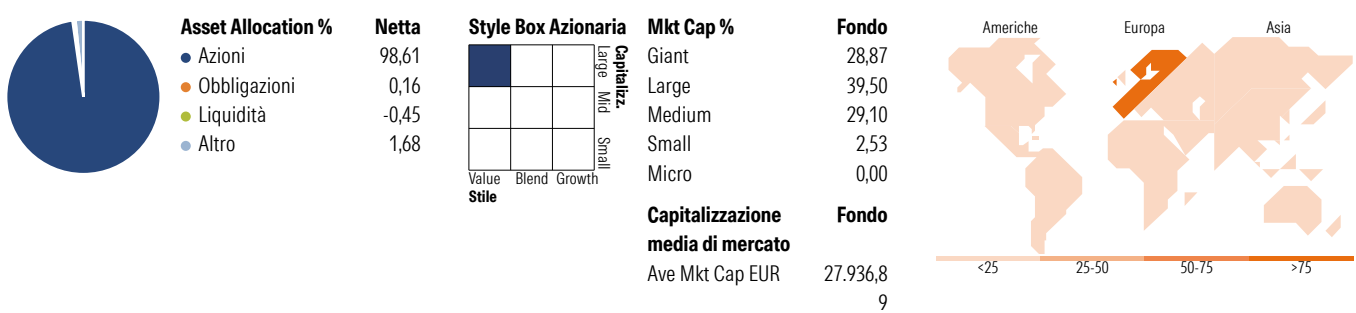 Asset Allocation % Netta
Azioni 98,61
Obbligazioni 0,16
Liquidità -0,45
Altro 1,68
Style Box Azionaria
Capitalizz.
Large Mid Small
Value Blend Growth
Stile
Mkt Cap % Fondo
Giant 28,87
Large 39,50
Medium 29,10
Small 2,53
Micro 0,00
Capitalizzazione Fondo
media di mercato
Ave Mkt Cap EUR 27.936,8
9
Americhe Europa Asia
<25 25-50 50-75 >75